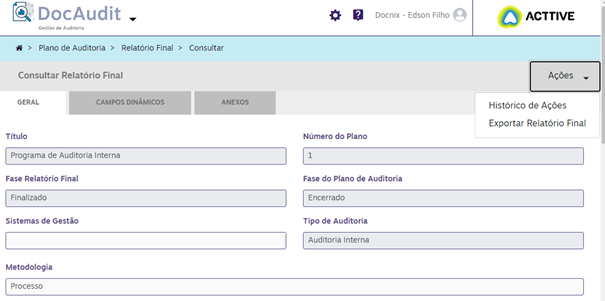 DocAudit
Gestão de Auditoria
Docnix - Edson Filho
ACTTIVE
> Plano de Auditoria > Relatório Final > Consultar
Consultar Relatório Final
Ações
Histórico de Ações
Exportar Relatório Final
GERAL
CAMPOS DINÂMICOS
ANEXOS
Título
Número do Plano
Programa de Auditoria Interna
1
Fase Relatório Final
Fase do Plano de Auditoria
Finalizado
Encerrado
Sistemas de Gestão
Tipo de Auditoria
Auditoria Interna
Metodologia
Processo